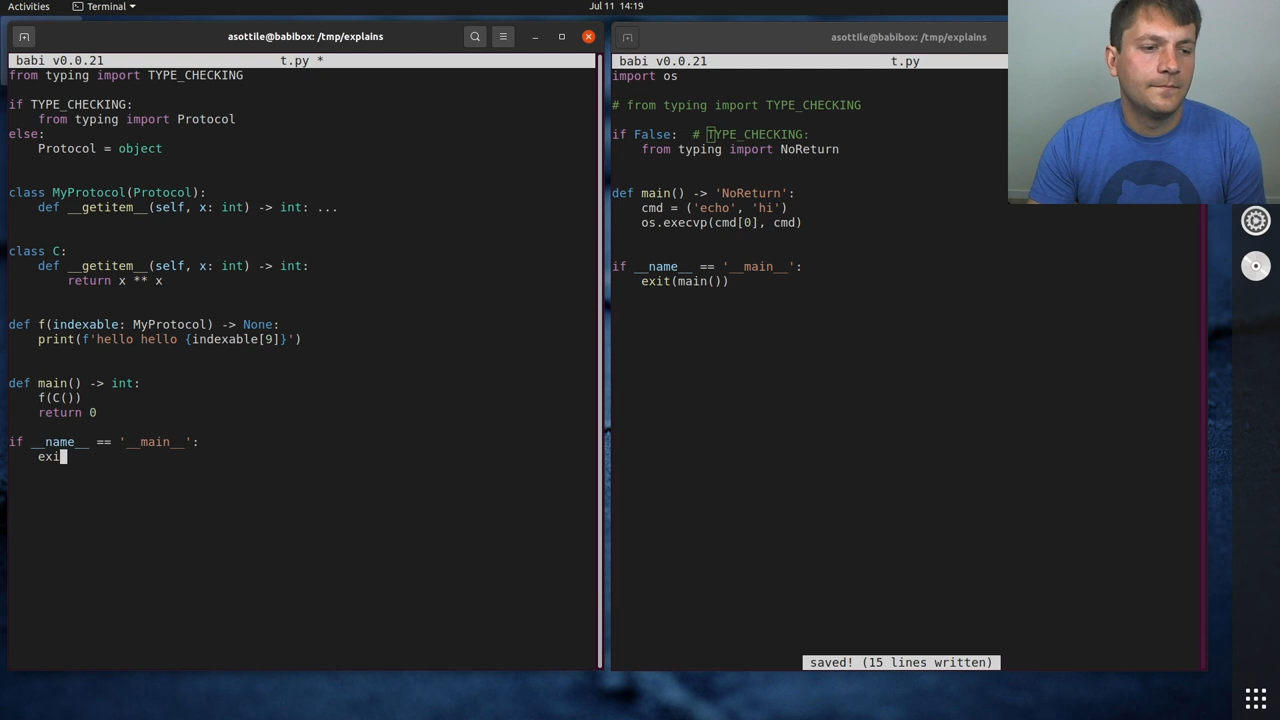 Activities
Terminal
Jul 11 14:19
asottile@babibox: /tmp/explains
babi v0.0.21 t.py *
from typing import TYPE_CHECKING
if TYPE_CHECKING:
    from typing import Protocol
else:
    Protocol = object
class MyProtocol(Protocol):
    def __getitem__(self, x: int) -> int: ...
class C:
    def __getitem__(self, x: int) -> int:
        return x ** x
def f(indexable: MyProtocol) -> None:
    print(f'hello hello {indexable[9]}')
def main() -> int:
    f(C())
    return 0
if __name__ == '__main__':
    exi
asottile@babibox: /tmp/explains
babi v0.0.21 t.py
import os
# from typing import TYPE_CHECKING
if False:  # TYPE_CHECKING:
    from typing import NoReturn
def main() -> 'NoReturn':
    cmd = ('echo', 'hi')
    os.execvp(cmd[0], cmd)
if __name__ == '__main__':
    exit(main())
saved! (15 lines written)